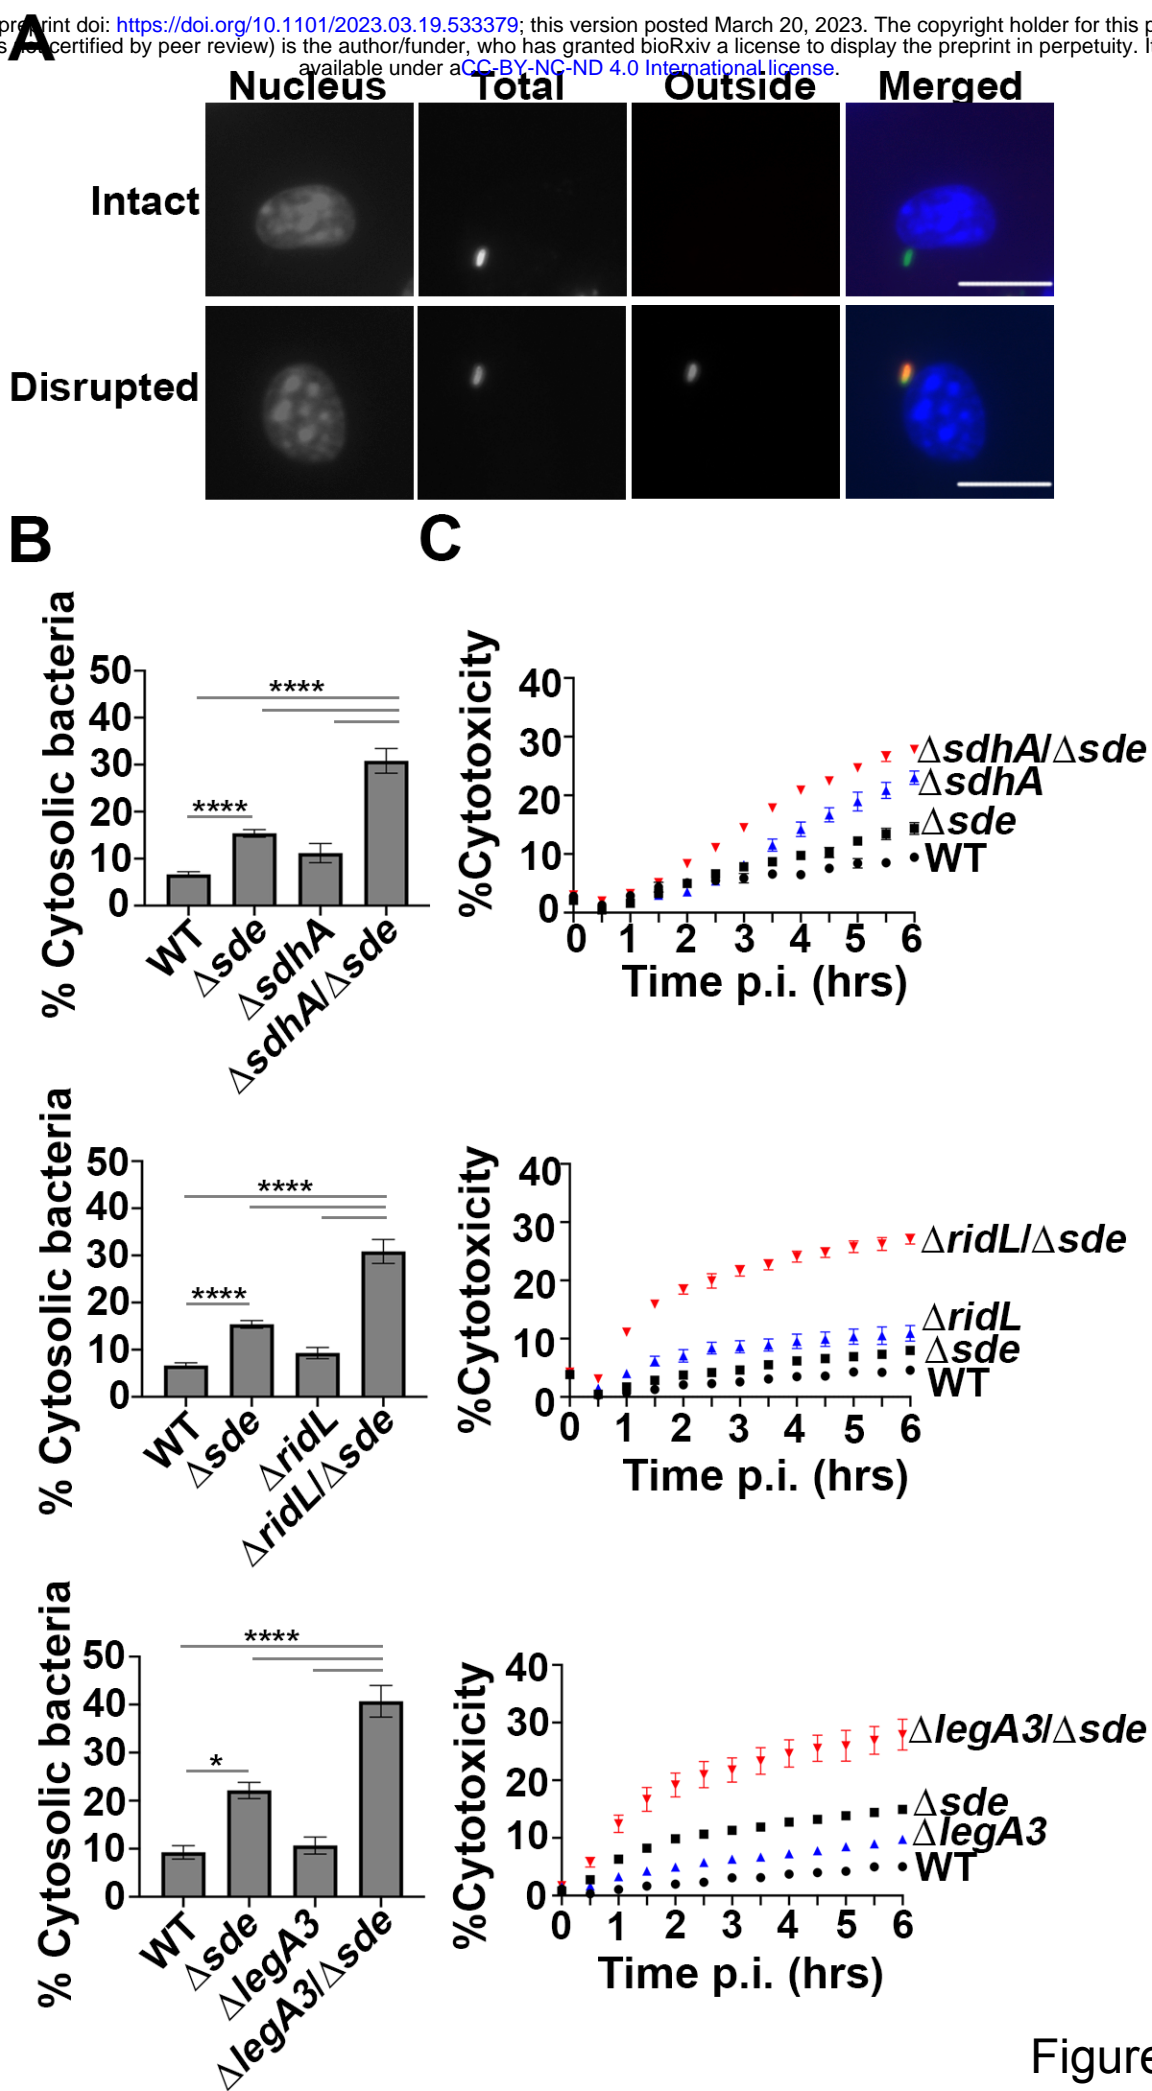 preprint doi: https://doi.org/10.1101/2023.03.19.533379; this version posted March 20, 2023. The copyright holder for this p
certified by peer review) is the author/funder, who has granted bioRxiv a license to display the preprint in perpetuity. I
available under aCC-BY-NC-ND 4.0 International license.
A
Nucleus Total Outside Merged
Intact
Disrupted
B
% Cytosolic bacteria
50
40
30
20
10
0
****
****
WT
Δsde
ΔsdhA
ΔsdhA/Δsde
C
%Cytotoxicity
40
30
20
10
0
0 1 2 3 4 5 6
Time p.i. (hrs)
ΔsdhA/Δsde
ΔsdhA
Δsde
WT
% Cytosolic bacteria
50
40
30
20
10
0
****
****
WT
Δsde
ΔridL
ΔridL/Δsde
%Cytotoxicity
40
30
20
10
0
0 1 2 3 4 5 6
Time p.i. (hrs)
ΔridL/Δsde
ΔridL
Δsde
WT
% Cytosolic bacteria
50
40
30
20
10
0
****
*
WT
Δsde
ΔlegA3
ΔlegA3/Δsde
%Cytotoxicity
40
30
20
10
0
0 1 2 3 4 5 6
Time p.i. (hrs)
ΔlegA3/Δsde
Δsde
ΔlegA3
WT
Figure